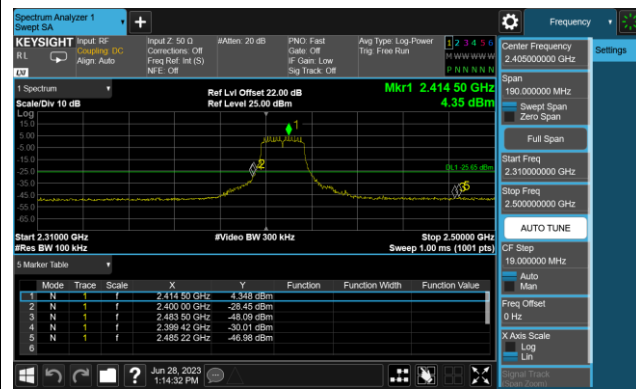 Spectrum Analyzer 1
Swept SA
Frequency
KEYSIGHT
RL
LXI
Input: RF
Coupling: DC
Align: Auto
Input Z: 50 Ω
Corrections: Off
Freq Ref: Int (S)
NFE: Off
#Atten: 20 dB
PNO: Fast
Gate: Off
IF Gain: Low
Sig Track: Off
Avg Type: Log-Power
Trig: Free Run
1 2 3 4 5 6
M W W W W W
P N N N N N
Settings
1 Spectrum
Scale/Div 10 dB
Log
Ref Lvl Offset 22.00 dB
Ref Level 25.00 dBm
Mkr1 2.414 50 GHz
4.35 dBm
15.0
5.00
-5.00
-15.0
-25.0
-35.0
-45.0
-55.0
-65.0
1
2
5
DL1 -25.65 dBm
Start 2.31000 GHz
#Res BW 100 kHz
#Video BW 300 kHz
Stop 2.50000 GHz
Sweep 1.00 ms (1001 pts)
5 Marker Table
Mode Trace Scale X Y Function Function Width Function Value
1 N 1 f 2.414 50 GHz 4.348 dBm
2 N 1 f 2.400 00 GHz -28.45 dBm
3 N 1 f 2.483 50 GHz -48.09 dBm
4 N 1 f 2.399 42 GHz -30.01 dBm
5 N 1 f 2.485 22 GHz -46.98 dBm
6
Center Frequency
2.405000000 GHz
Span
190.000000 MHz
Swept Span
Zero Span
Full Span
Start Freq
2.310000000 GHz
Stop Freq
2.500000000 GHz
AUTO TUNE
CF Step
19.000000 MHz
Auto
Man
Freq Offset
0 Hz
X Axis Scale
Log
Lin
Signal Track
(Span Zoom)
?
Jun 28, 2023
1:14:32 PM